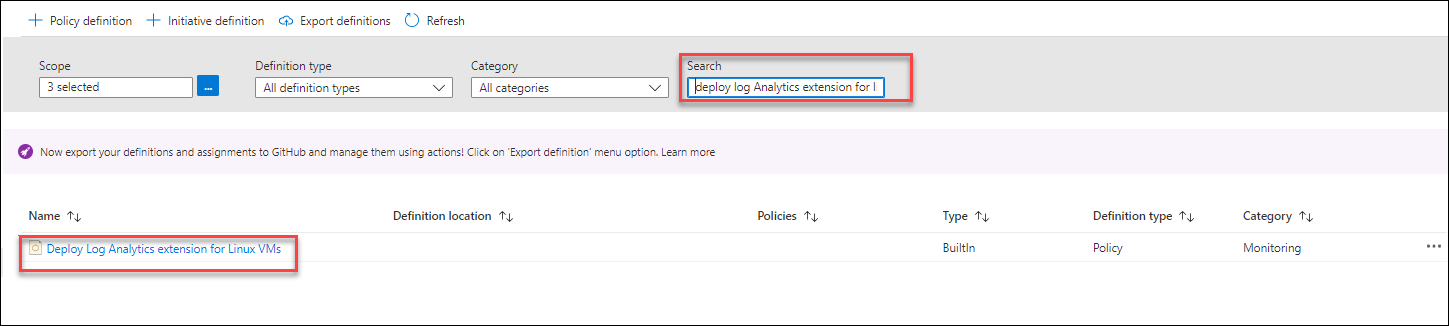 + Policy definition + Initiative definition Export definitions Refresh
Scope Definition type Category Search
3 selected ... All definition types All categories deploy log Analytics extension for li
Now export your definitions and assignments to GitHub and manage them using actions! Click on 'Export definition' menu option. Learn more
Name ↑↓ Definition location ↑↓ Policies ↑↓ Type ↑↓ Definition type ↑↓ Category ↑↓
Deploy Log Analytics extension for Linux VMs BuiltIn Policy Monitoring ...